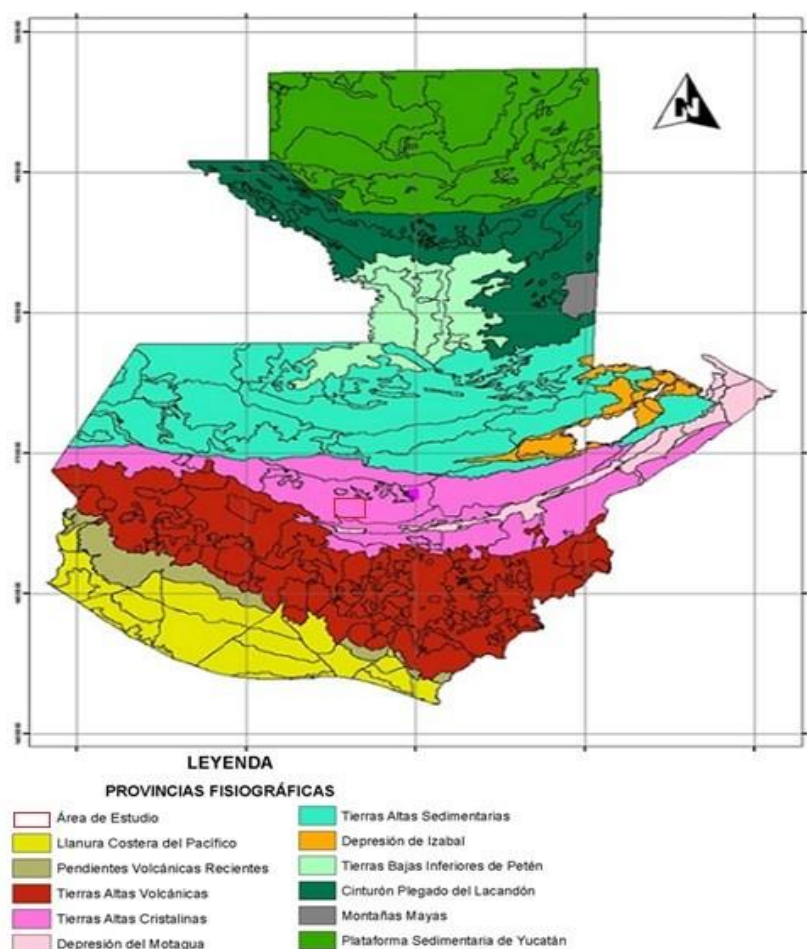 N
LEYENDA
PROVINCIAS FISIOGRÁFICAS
Área de Estudio
Llanura Costera del Pacífico
Pendientes Volcánicas Recientes
Tierras Altas Volcánicas
Tierras Altas Cristalinas
Depresión del Motagua
Tierras Altas Sedimentarias
Depresión de Izabal
Tierras Bajas Inferiores de Petén
Cinturón Plegado del Lacandón
Montañas Mayas
Plataforma Sedimentaria de Yucatán